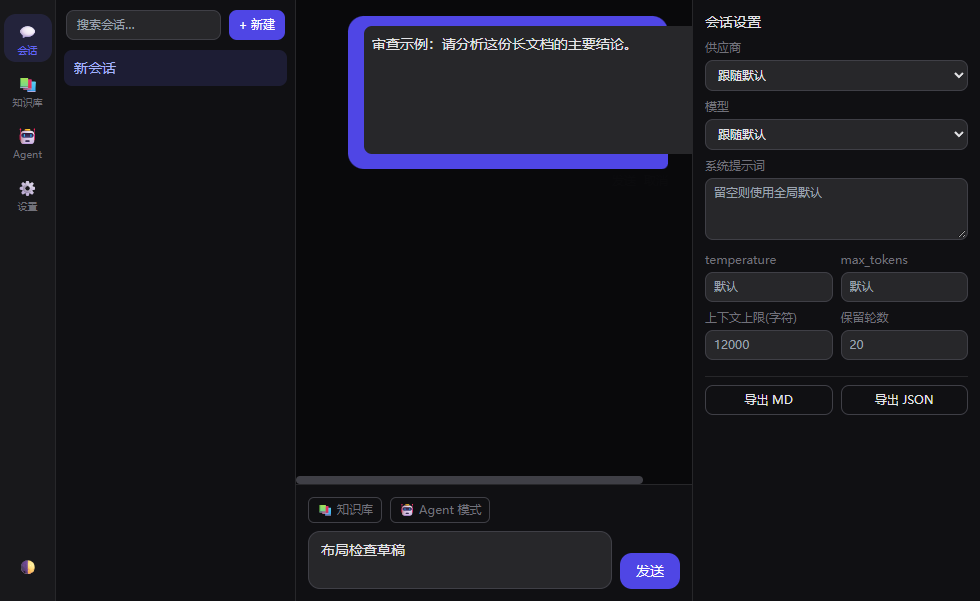 会话
知识库
Agent
设置
搜索会话...
+ 新建
新会话
审查示例：请分析这份长文档的主要结论。
知识库
Agent 模式
布局检查草稿
发送
会话设置
供应商
跟随默认
模型
跟随默认
系统提示词
留空则使用全局默认
temperature
max_tokens
默认
默认
上下文上限(字符)
保留轮数
12000
20
导出 MD
导出 JSON